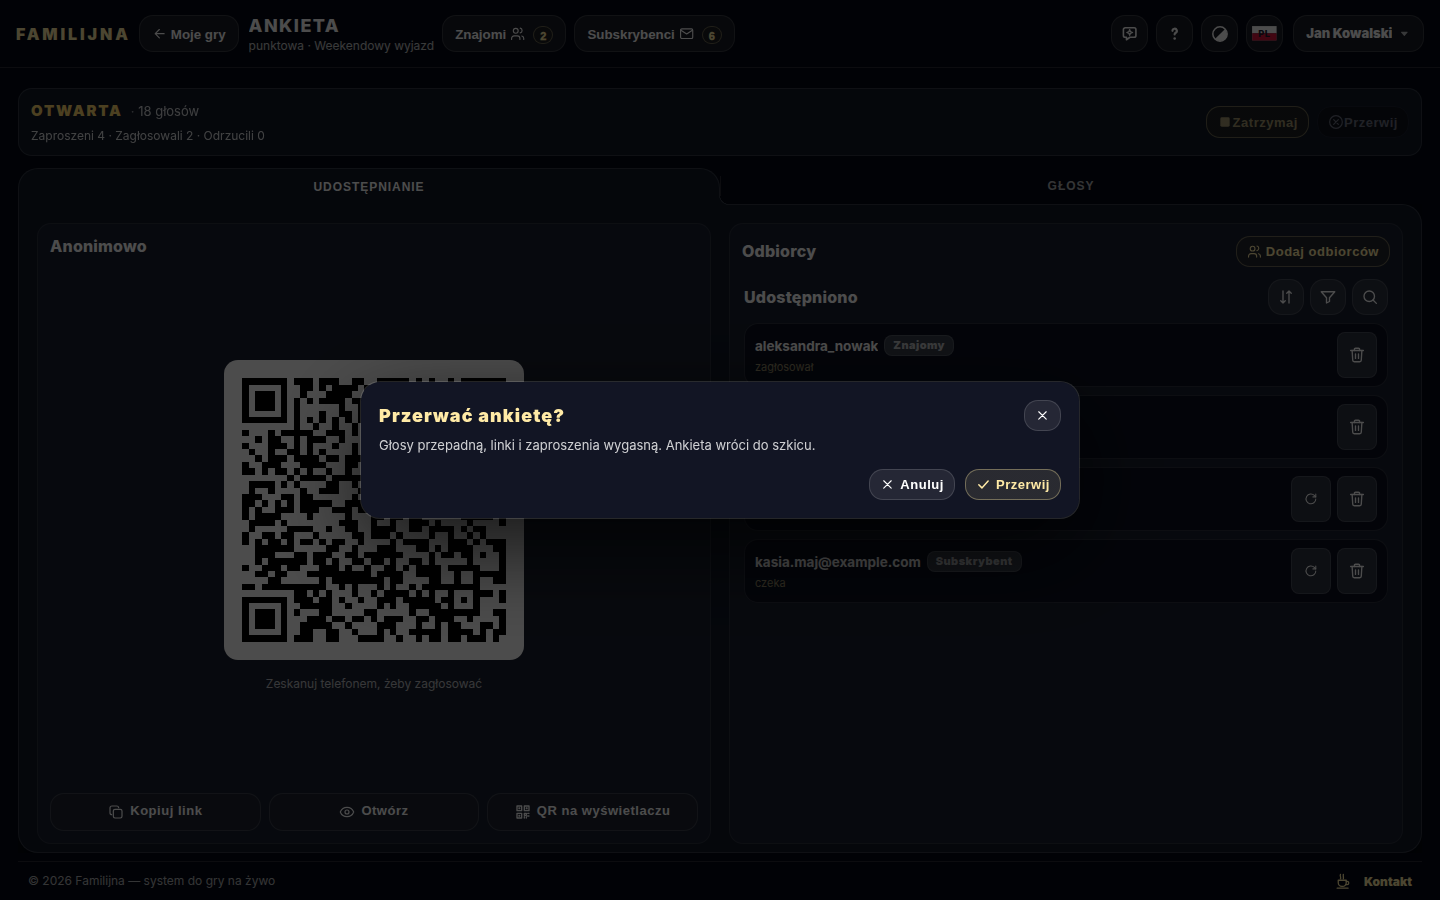 FAMILIJNA
Moje gry
ANKIETA
punktowa · Weekendowy wyjazd
Znajomi 2
Subskrybenci 6
?
PL
Jan Kowalski
OTWARTA · 18 głosów
Zaproszeni 4 · Zagłosowali 2 · Odrzucili 0
Zatrzymaj
Przerwij
UDOSTĘPNIANIE
GŁOSY
Anonimowo
Odbiorcy
Dodaj odbiorców
Udostępniono
aleksandra_nowak Znajomy
zagłosował
Przerwać ankietę?
Głosy przepadną, linki i zaproszenia wygasną. Ankieta wróci do szkicu.
Anuluj
Przerwij
kasia.maj@example.com Subskrybent
czeka
Zeskanuj telefonem, żeby zagłosować
Kopiuj link
Otwórz
QR na wyświetlaczu
© 2026 Familijna — system do gry na żywo
Kontakt